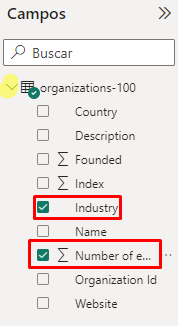 Campos
Buscar
organizations-100
Country
Description
∑ Founded
∑ Index
Industry
Name
∑ Number of e...
Organization Id
Website